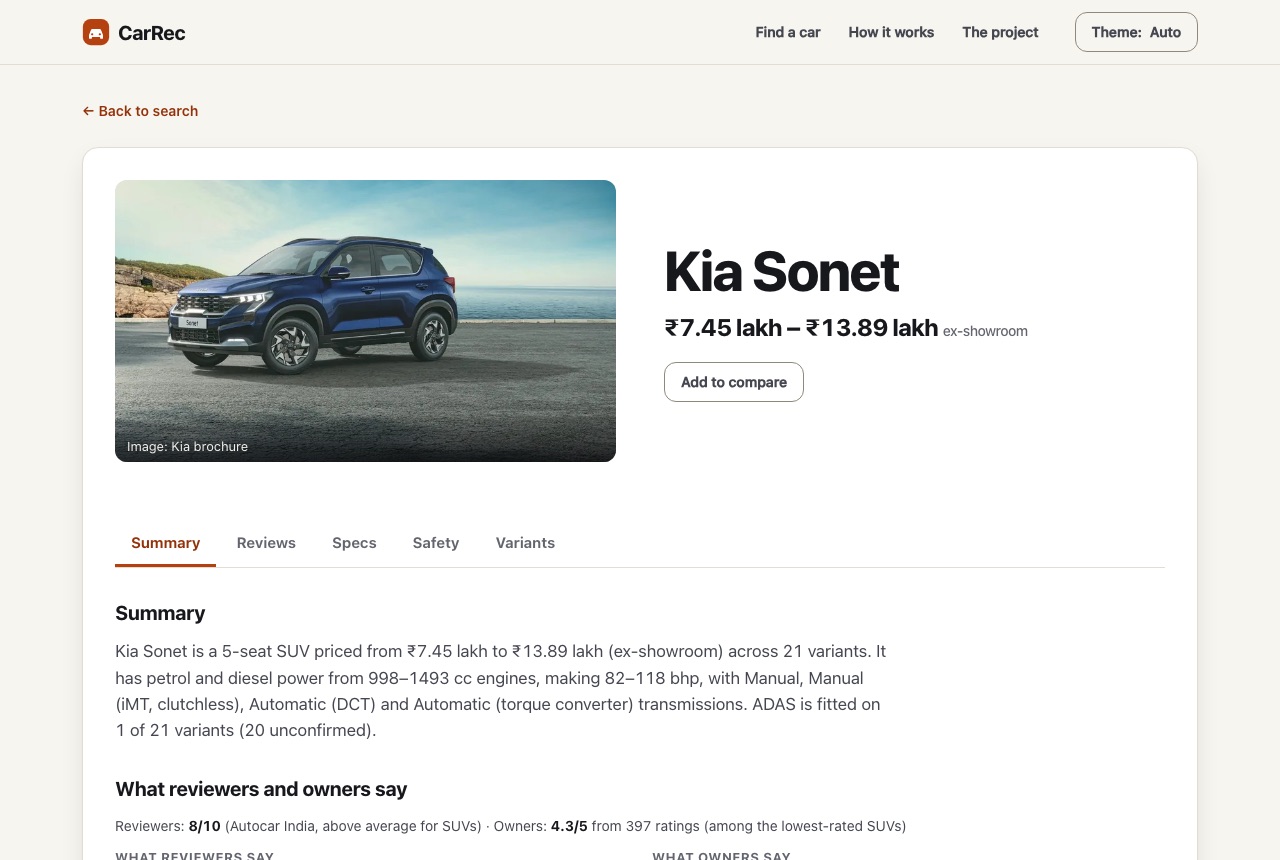 CarRec
Find a car
How it works
The project
Theme: Auto
← Back to search
Sonet
Image: Kia brochure
Kia Sonet
₹7.45 lakh – ₹13.89 lakh ex-showroom
Add to compare
Summary
Reviews
Specs
Safety
Variants
Summary
Kia Sonet is a 5-seat SUV priced from ₹7.45 lakh to ₹13.89 lakh (ex-showroom) across 21 variants. It
has petrol and diesel power from 998–1493 cc engines, making 82–118 bhp, with Manual, Manual
(iMT, clutchless), Automatic (DCT) and Automatic (torque converter) transmissions. ADAS is fitted on
1 of 21 variants (20 unconfirmed).
What reviewers and owners say
Reviewers: 8/10 (Autocar India, above average for SUVs) · Owners: 4.3/5 from 397 ratings (among the lowest-rated SUVs)
WHAT REVIEWERS SAY
WHAT OWNERS SAY